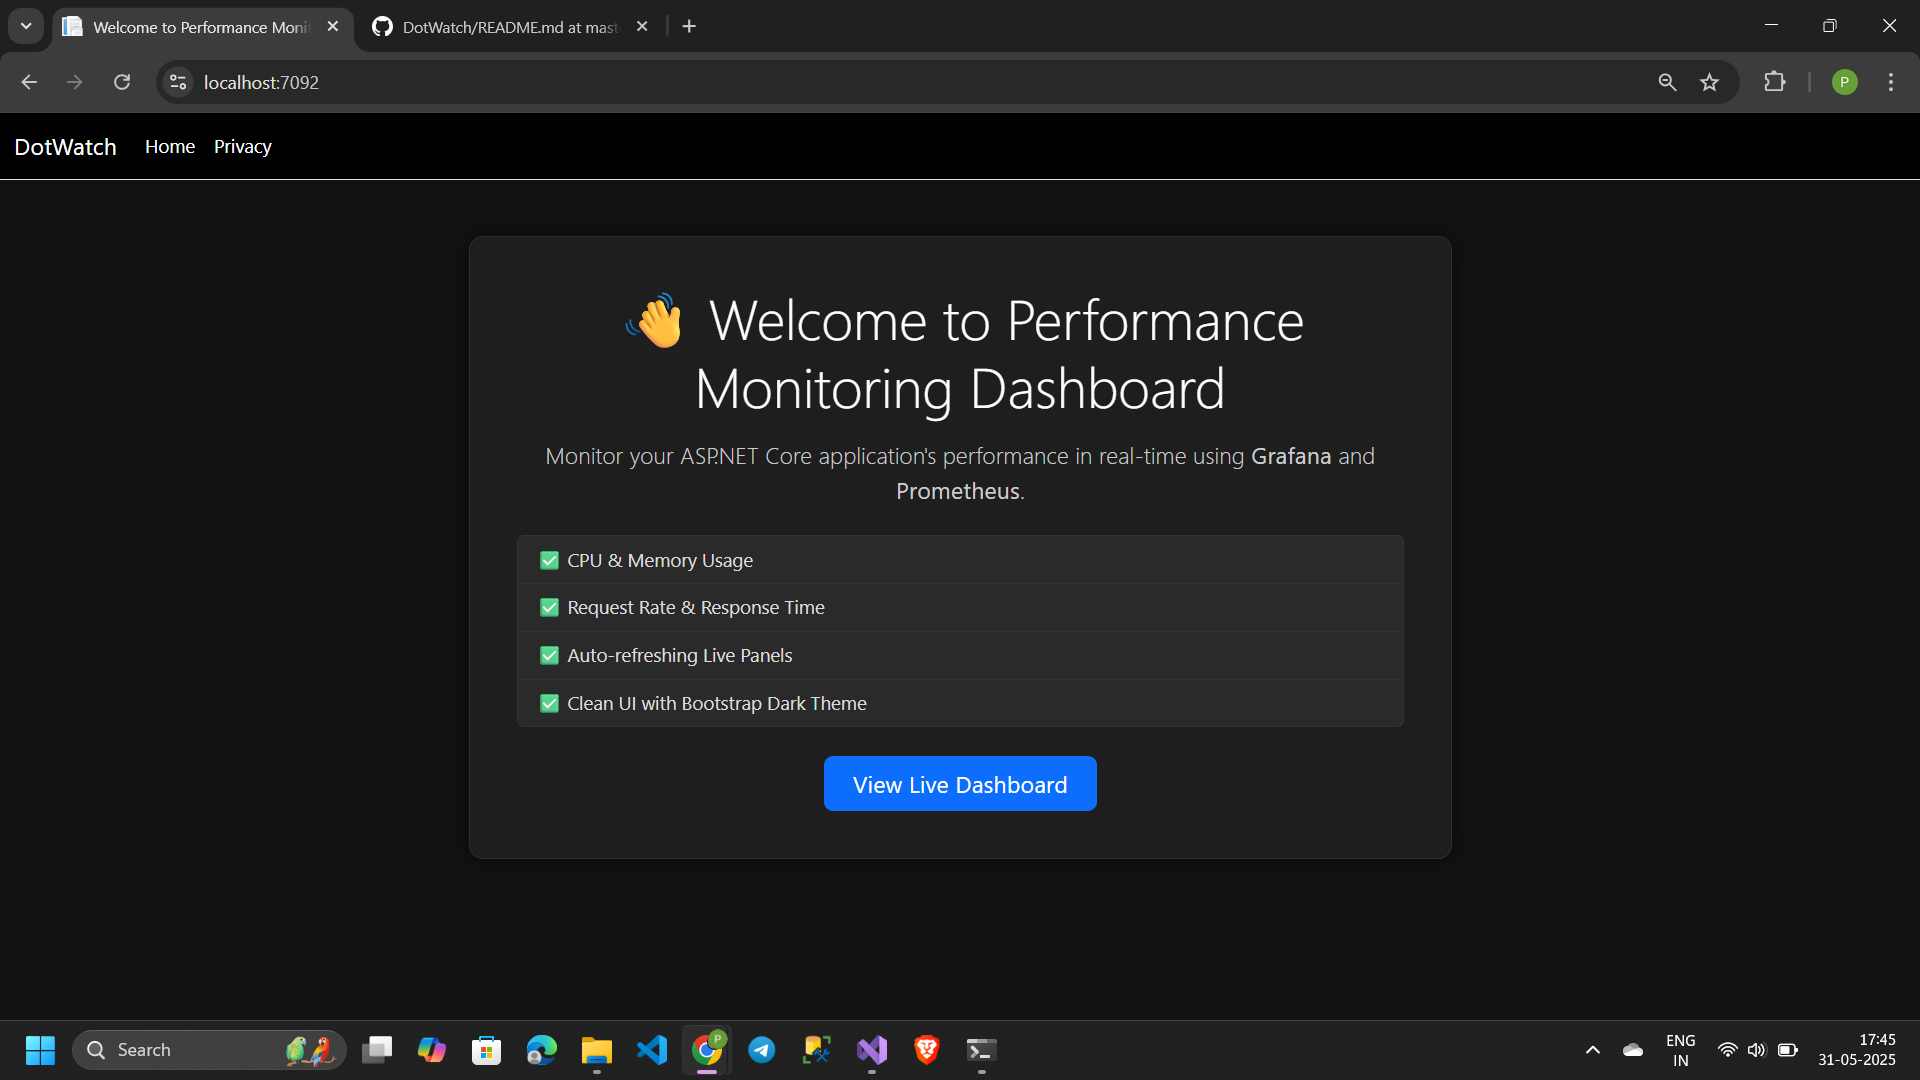 Welcome to Performance Moni
DotWatch/README.md at mast
localhost:7092
P
DotWatch
Home
Privacy
👋 Welcome to Performance
Monitoring Dashboard
Monitor your ASP.NET Core application's performance in real-time using Grafana and
Prometheus.
✅ CPU & Memory Usage
✅ Request Rate & Response Time
✅ Auto-refreshing Live Panels
✅ Clean UI with Bootstrap Dark Theme
View Live Dashboard
Search
P
ENG
IN
17:45
31-05-2025